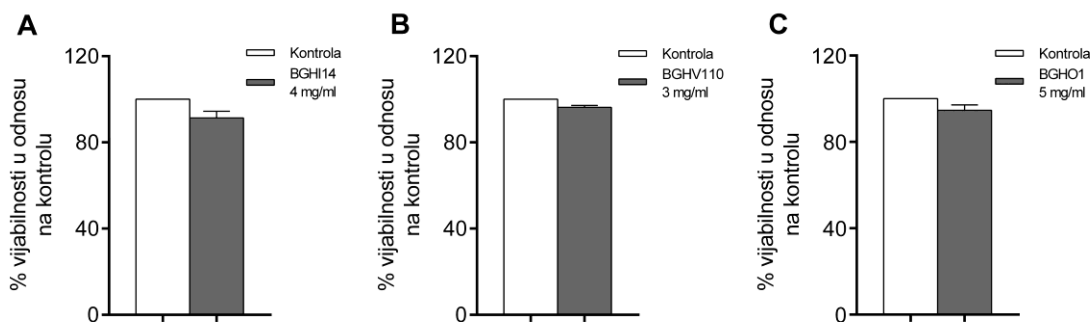 A
% vijabilnosti u odnosu
na kontrolu
120
80
40
0
Kontrola
BGHI14
4 mg/ml
B
% vijabilnosti u odnosu
na kontrolu
120
80
40
0
Kontrola
BGHV110
3 mg/ml
C
% vijabilnosti u odnosu
na kontrolu
120
80
40
0
Kontrola
BGHO1
5 mg/ml